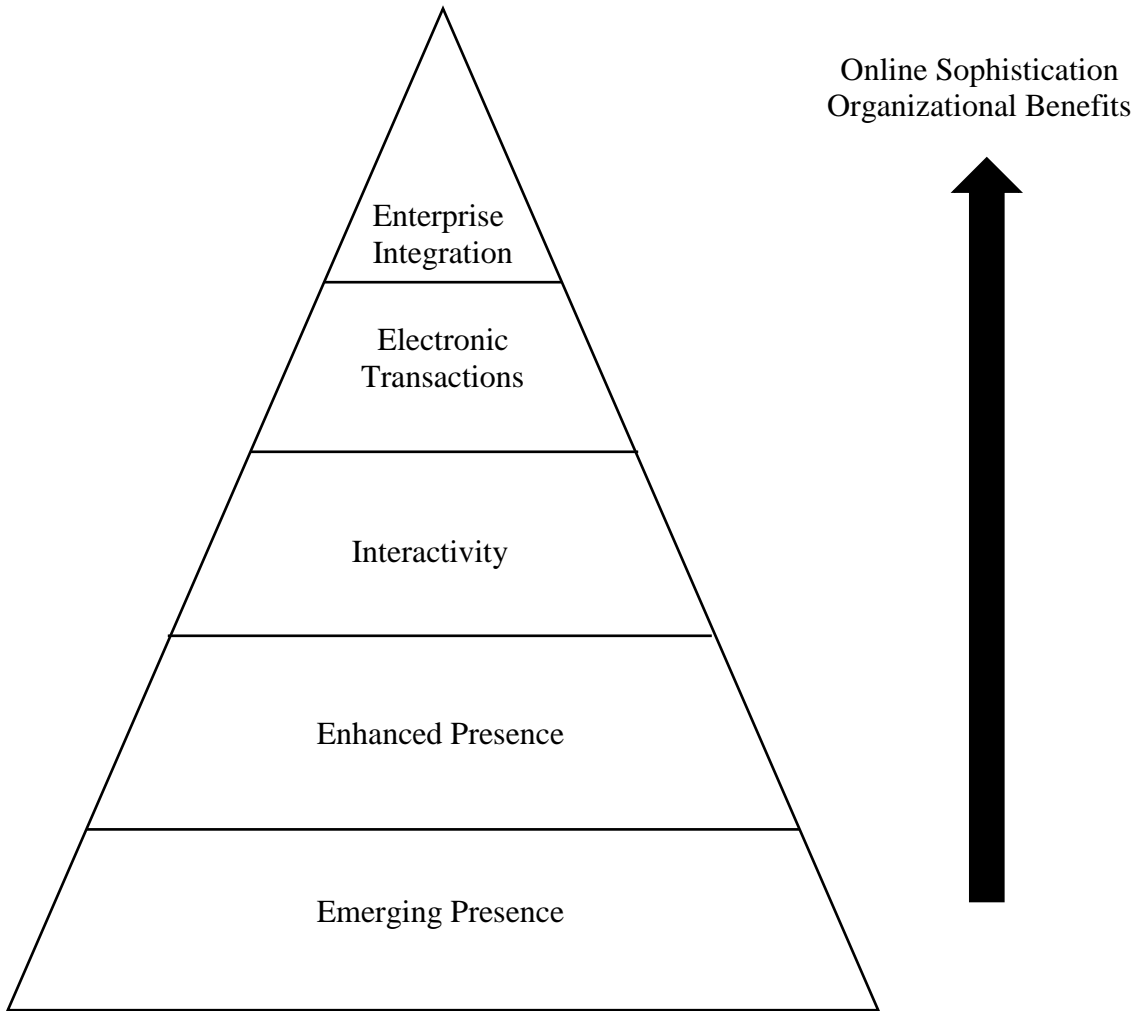 Online Sophistication
Organizational Benefits
Enterprise
Integration
Electronic
Transactions
Interactivity
Enhanced Presence
Emerging Presence